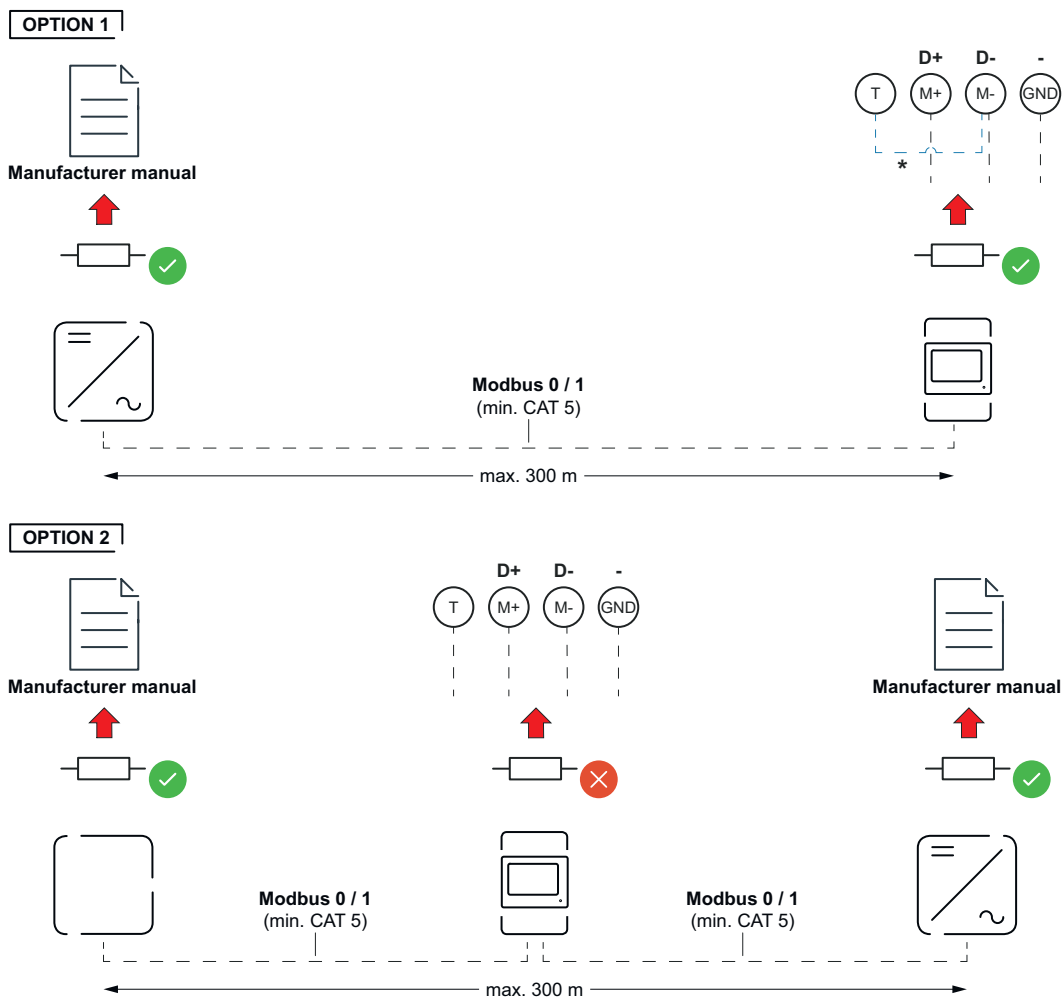 OPTION 1
D+ D- -
T M+ M- GND
*
Manufacturer manual
Modbus 0 / 1
(min. CAT 5)
max. 300 m
OPTION 2
D+ D- -
T M+ M- GND
Manufacturer manual
Manufacturer manual
Modbus 0 / 1
(min. CAT 5)
Modbus 0 / 1
(min. CAT 5)
max. 300 m